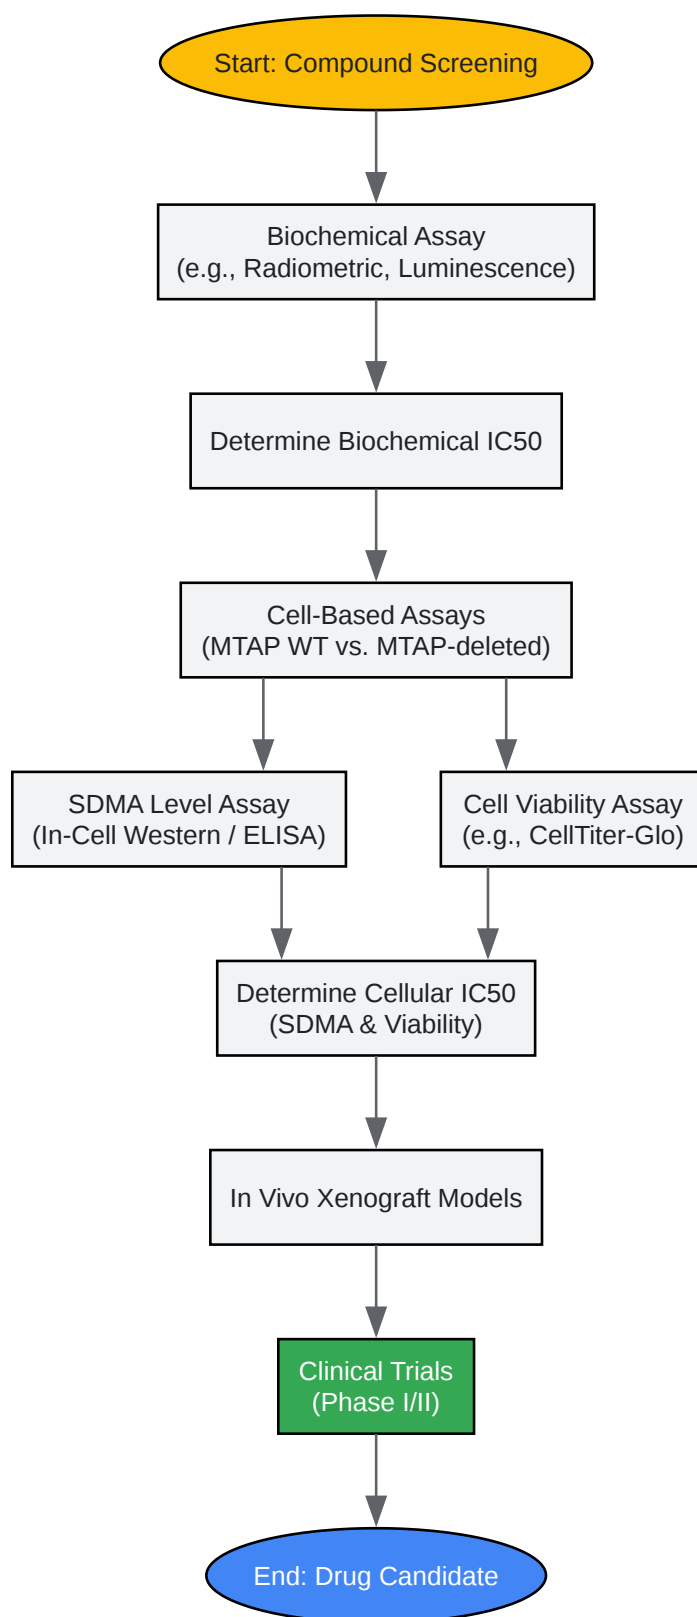 Start: Compound Screening
Biochemical Assay
(e.g., Radiometric, Luminescence)
Determine Biochemical IC50
Cell-Based Assays
(MTAP WT vs. MTAP-deleted)
SDMA Level Assay
(In-Cell Western / ELISA)
Cell Viability Assay
(e.g., CellTiter-Glo)
Determine Cellular IC50
(SDMA & Viability)
In Vivo Xenograft Models
Clinical Trials
(Phase I/II)
End: Drug Candidate